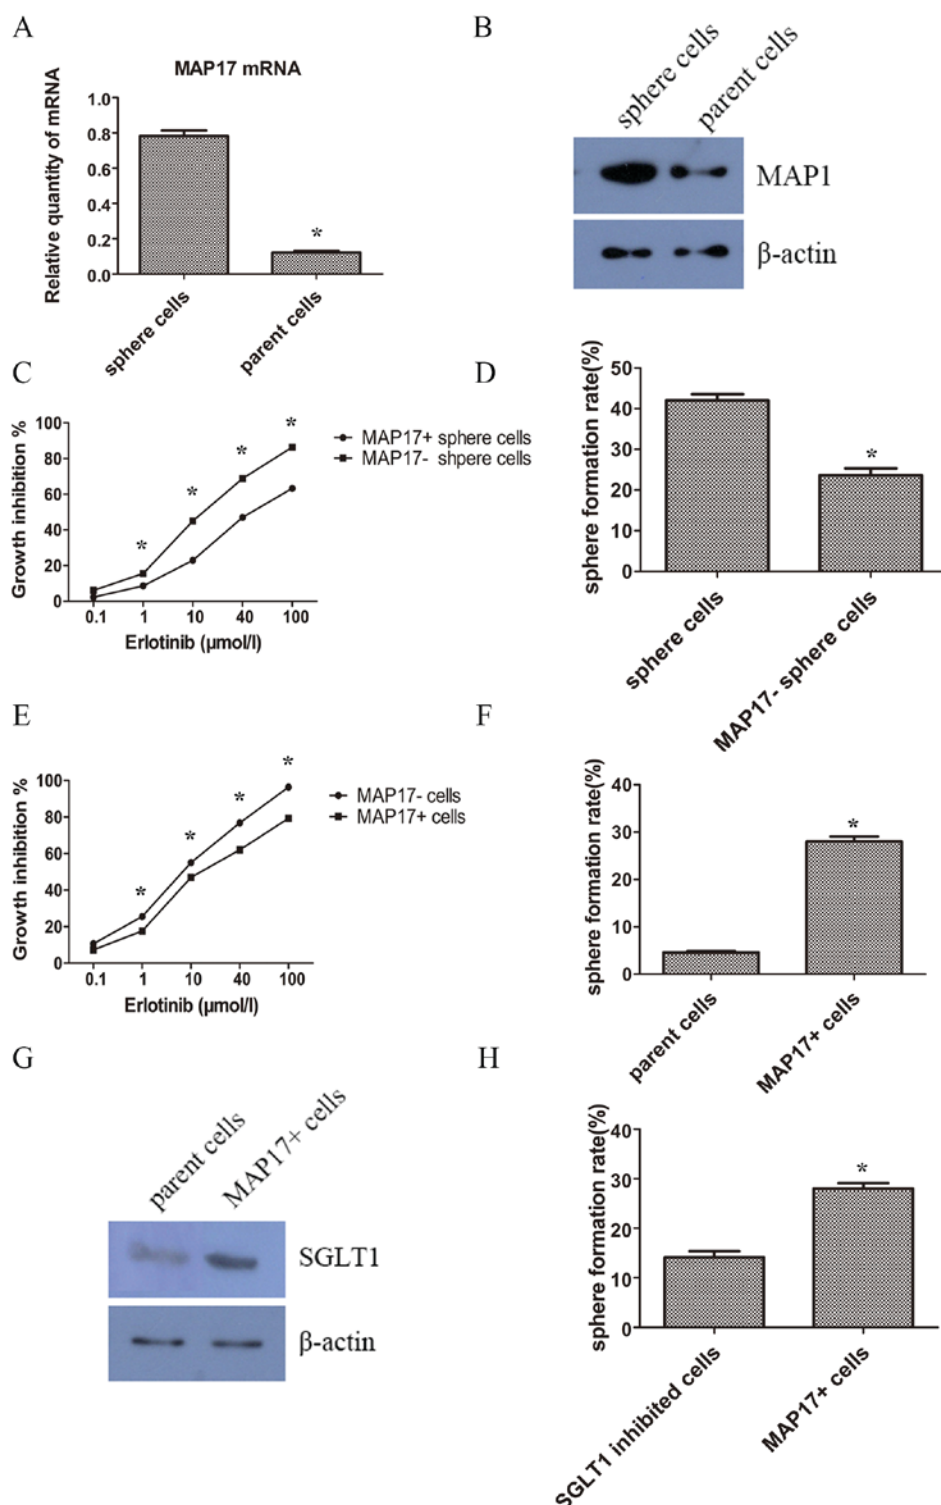 A
MAP17 mRNA
Relative quantity of mRNA
1.0
0.8
0.6
0.4
0.2
0.0
*
sphere cells
parent cells
B
sphere cells
parent cells
MAP1
β-actin
C
Growth inhibition %
100
80
60
40
20
0
* * * *
0.1 1 10 40 100
Erlotinib (μmol/l)
MAP17+ sphere cells
MAP17- shpere cells
D
sphere formation rate(%)
50
40
30
20
10
0
*
sphere cells
MAP17- sphere cells
E
Growth inhibition %
100
80
60
40
20
0
* * * *
0.1 1 10 40 100
Erlotinib (μmol/l)
MAP17- cells
MAP17+ cells
F
sphere formation rate(%)
40
30
20
10
0
*
parent cells
MAP17+ cells
G
parent cells
MAP17+ cells
SGLT1
β-actin
H
sphere formation rate(%)
40
30
20
10
0
*
SGLT1 inhibited cells
MAP17+ cells